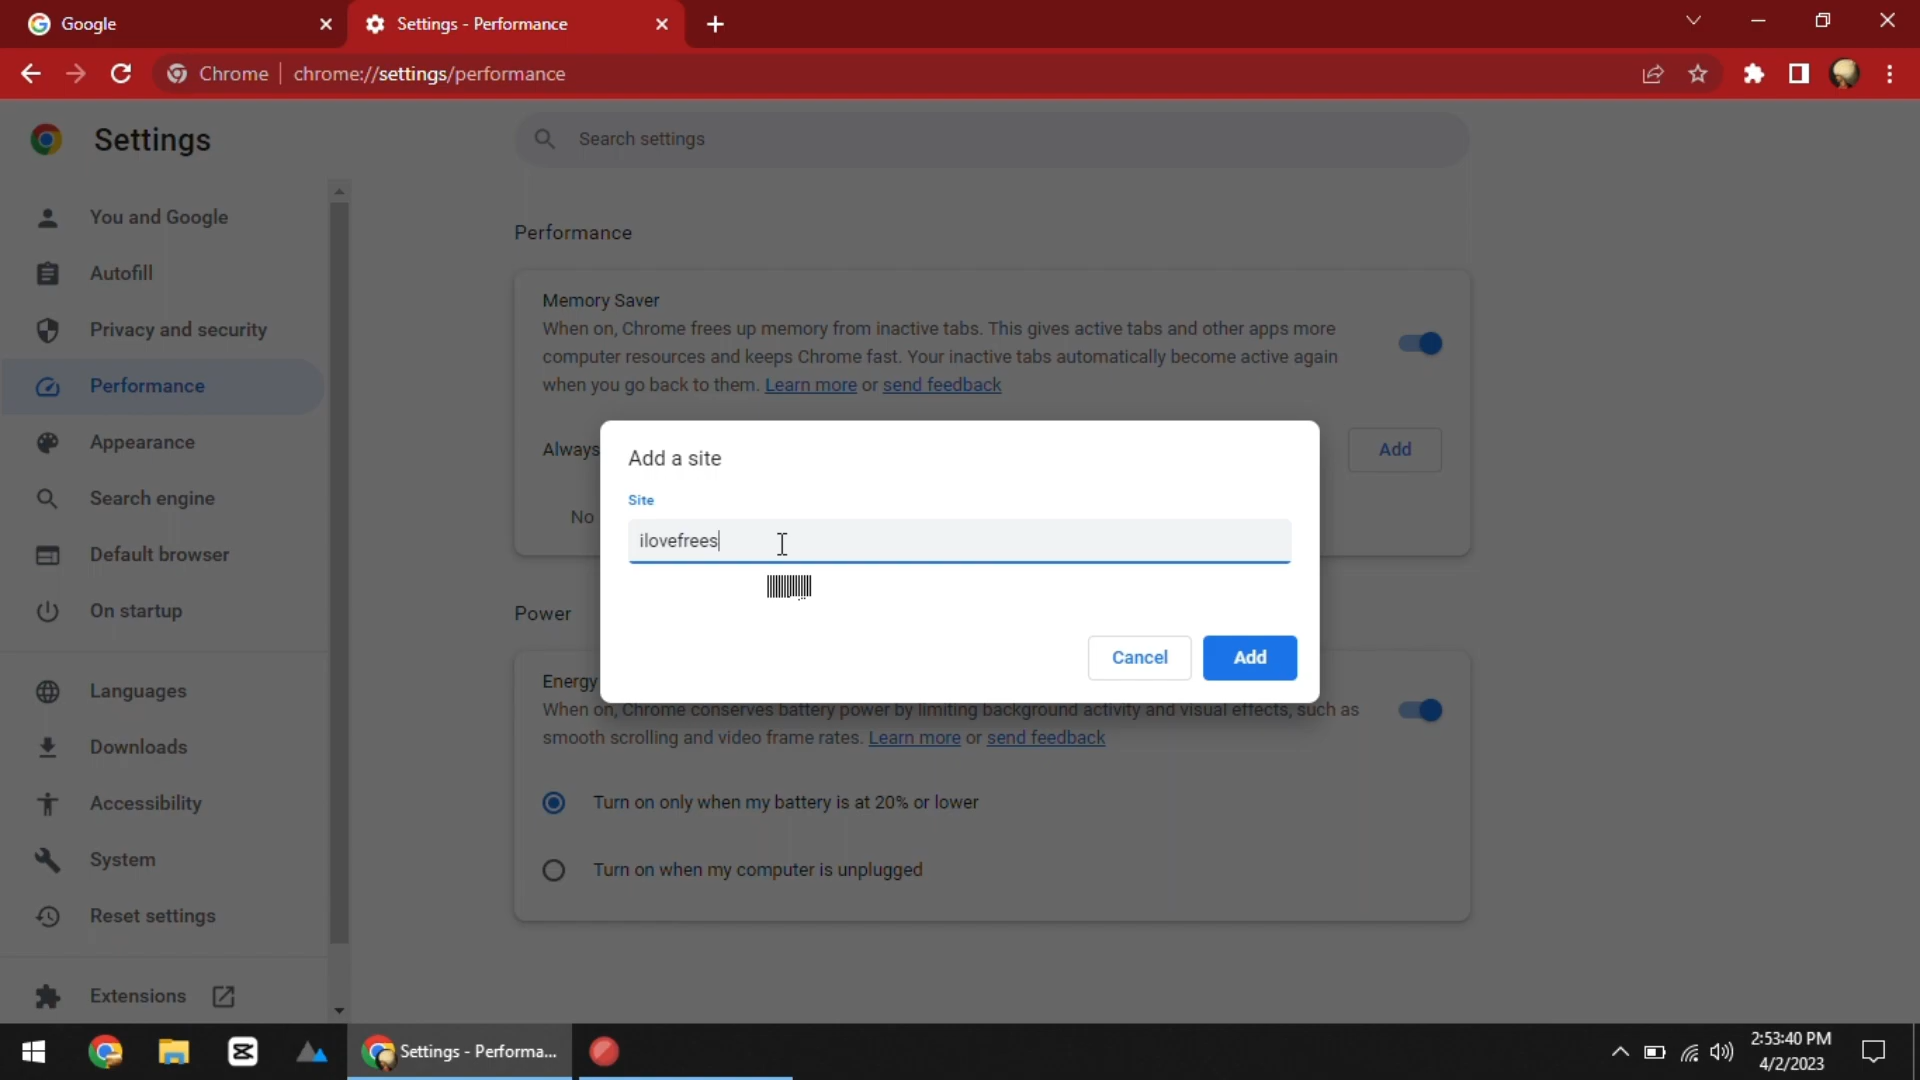 Google
Settings - Performance
Chrome
chrome://settings/performance
Settings
Search settings
You and Google
Autofill
Privacy and security
Performance
Appearance
Search engine
Default browser
On startup
Languages
Downloads
Accessibility
System
Reset settings
Extensions
Performance
Memory Saver
When on, Chrome frees up memory from inactive tabs. This gives active tabs and other apps more
computer resources and keeps Chrome fast. Your inactive tabs automatically become active again
when you go back to them. Learn more or send feedback
Always
Add
No
Add a site
Site
ilovefrees
Cancel
Add
Power
Energy
When on, Chrome conserves battery power by limiting background activity and visual effects, such as
smooth scrolling and video frame rates. Learn more or send feedback
Turn on only when my battery is at 20% or lower
Turn on when my computer is unplugged
Settings - Performa...
2:53:40 PM
4/2/2023